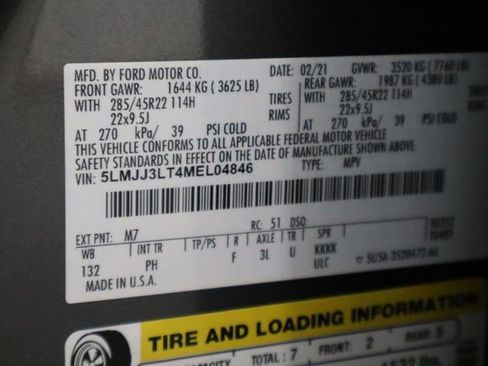 MFD. BY FORD MOTOR CO. DATE: 02/21 GVWR: 3520 KG (7760 LB)
FRONT GAWR: 1644 KG (3625 LB) REAR GAWR: 1987 KG (4380 LB)
WITH 285/45R22 114H TIRES WITH 285/45R22 114H
22x9.5J RIMS 22x9.5J
AT 270 kPa/ 39 PSI COLD AT 270 kPa/ 39 PSI COLD
THIS VEHICLE CONFORMS TO ALL APPLICABLE FEDERAL MOTOR VEHICLE
SAFETY STANDARDS IN EFFECT ON THE DATE OF MANUFACTURE SHOWN ABOVE.
VIN: 5LMJJ3LT4MEL04846 TYPE: MPV
EXT PNT: M7 RC: 51 DSO:
WB INT TR TP/PS R AXLE TR SPR
132 PH F 3L U KKKK
ULC
MADE IN U.S.A.
TIRE AND LOADING INFORMATION
SEATING CAPACITY TOTAL: 7 FRONT: 2 REAR: 5